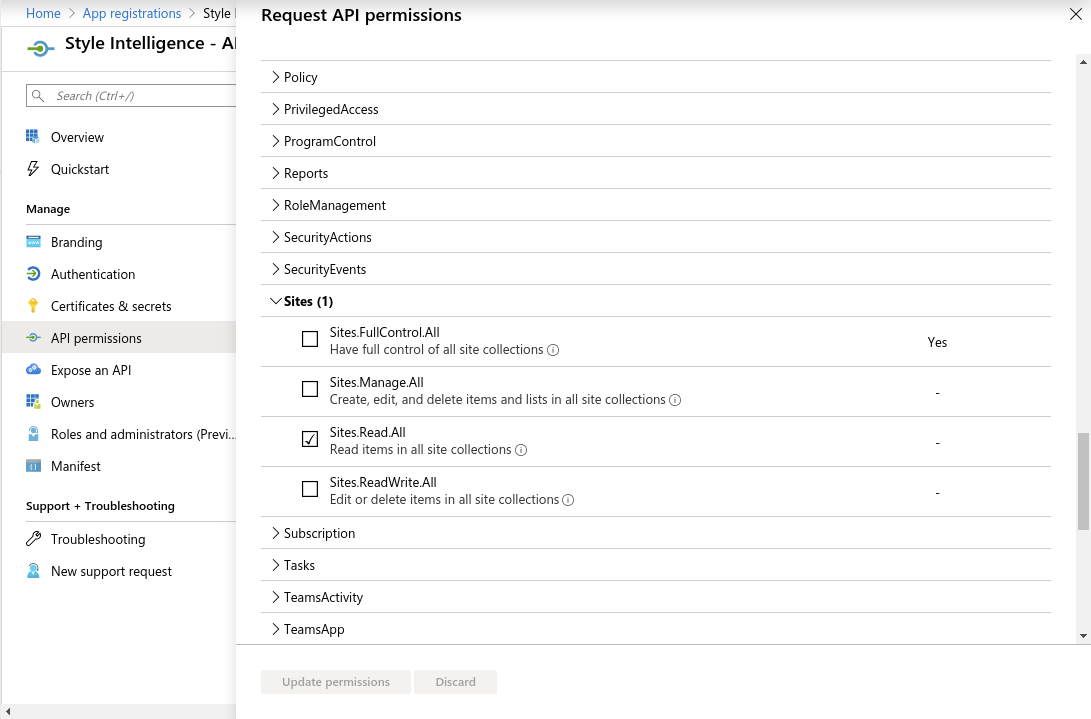 Home > App registrations > Style
Style Intelligence - A
Search (Ctrl+/)
Overview
Quickstart
Manage
Branding
Authentication
Certificates & secrets
API permissions
Expose an API
Owners
Roles and administrators (Previ...
Manifest
Support + Troubleshooting
Troubleshooting
New support request
Request API permissions
Policy
PrivilegedAccess
ProgramControl
Reports
RoleManagement
SecurityActions
SecurityEvents
Sites (1)
Sites.FullControl.All
Have full control of all site collections
Yes
Sites.Manage.All
Create, edit, and delete items and lists in all site collections
-
Sites.Read.All
Read items in all site collections
-
Sites.ReadWrite.All
Edit or delete items in all site collections
-
Subscription
Tasks
TeamsActivity
TeamsApp
Update permissions
Discard